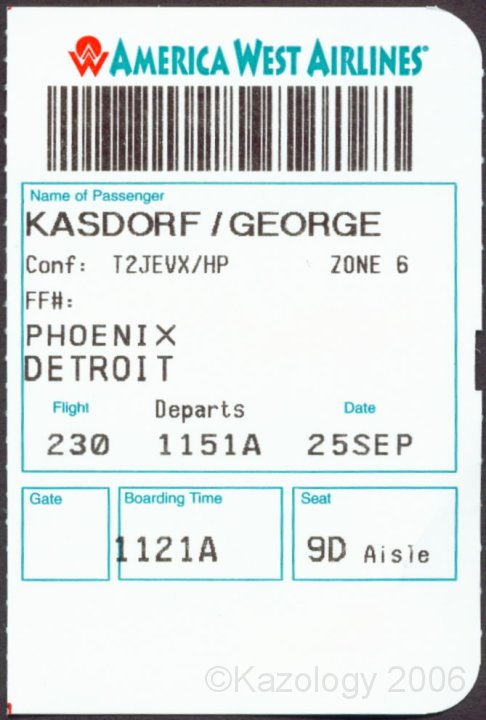 AMERICA WEST AIRLINES
Name of Passenger
KASDORF / GEORGE
Conf: T2JEVX/HP ZONE 6
FF#:
PHOENIX
DETROIT
Flight Departs Date
230 1151A 25SEP
Gate Boarding Time Seat
1121A 9D Aisle
©Kazology 2006